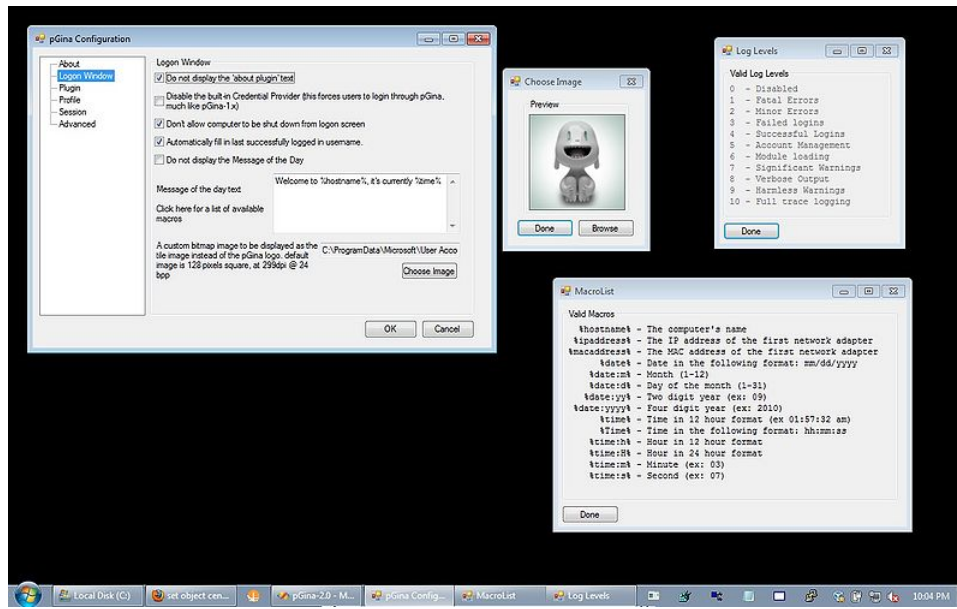 pGina Configuration
About
Logon Window
Plugin
Profile
Session
Advanced
Logon Window
Do not display the 'about plugin' text
Disable the built-in Credential Provider (this forces users to login through pGina,
much like pGina-1.x)
Don't allow computer to be shut down from logon screen
Automatically fill in last successfully logged in username.
Do not display the Message of the Day
Message of the day text
Welcome to %hostname%, it's currently %time%
Click here for a list of available
macros
A custom bitmap image to be displayed as the
tile image instead of the pGina logo. default
image is 128 pixels square, at 299dpi @ 24
bpp
C:\ProgramData\Microsoft\User Acco
Choose Image
OK
Cancel
Choose Image
Preview
Done
Browse
Log Levels
Valid Log Levels
0 - Disabled
1 - Fatal Errors
2 - Minor Errors
3 - Failed logins
4 - Successful Logins
5 - Account Management
6 - Module loading
7 - Significant Warnings
8 - Verbose Output
9 - Harmless Warnings
10 - Full trace logging
Done
MacroList
Valid Macros
%hostname% - The computer's name
%ipaddress% - The IP address of the first network adapter
%macaddress% - The MAC address of the first network adapter
%date% - Date in the following format: mm/dd/yyyy
%date:m% - Month (1-12)
%date:d% - Day of the month (1-31)
%date:yy% - Two digit year (ex: 09)
%date:yyyy% - Four digit year (ex: 2010)
%time% - Time in 12 hour format (ex 01:57:32 am)
%Time% - Time in the following format: hh:mm:ss
%time:h% - Hour in 12 hour format
%time:H% - Hour in 24 hour format
%time:m% - Minute (ex: 03)
%time:s% - Second (ex: 07)
Done
Local Disk (C:)
set object cen...
pGina-2.0 - M...
pGina Config...
MacroList
Log Levels
10:04 PM